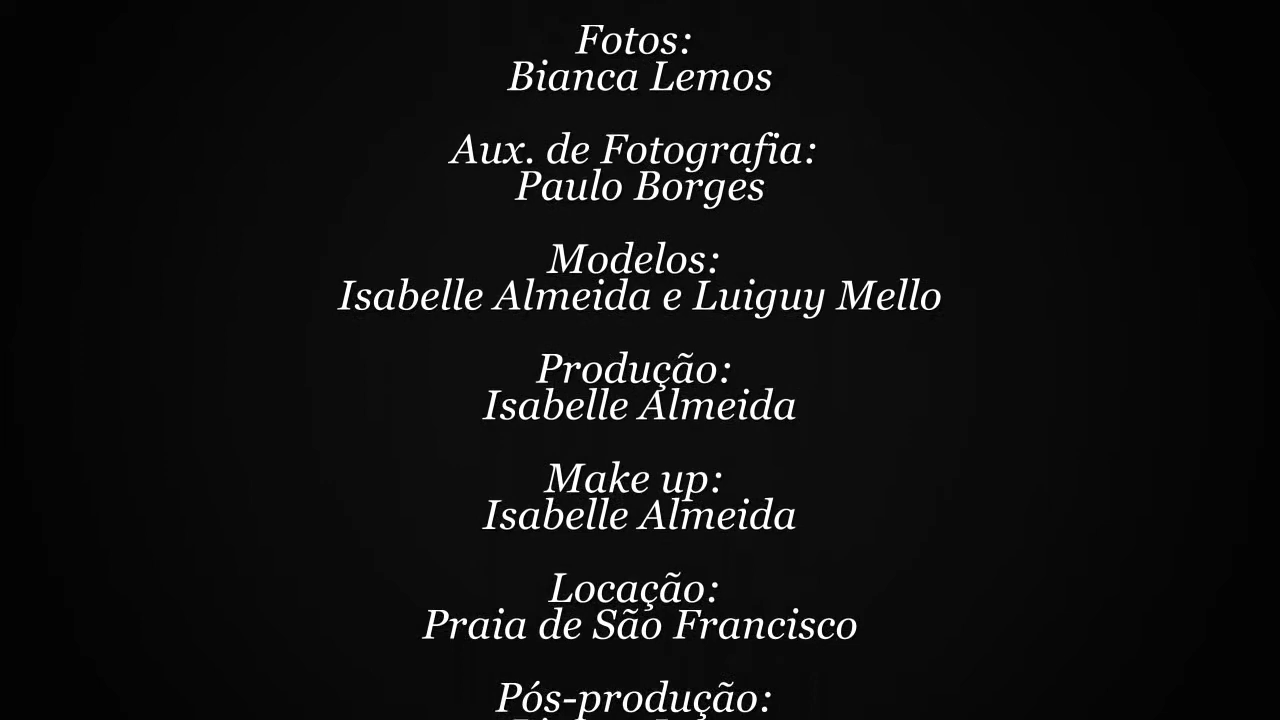 Fotos:
Bianca Lemos
Aux. de Fotografia:
Paulo Borges
Modelos:
Isabelle Almeida e Luiguy Mello
Produção:
Isabelle Almeida
Make up:
Isabelle Almeida
Locação:
Praia de São Francisco
Pós-produção: